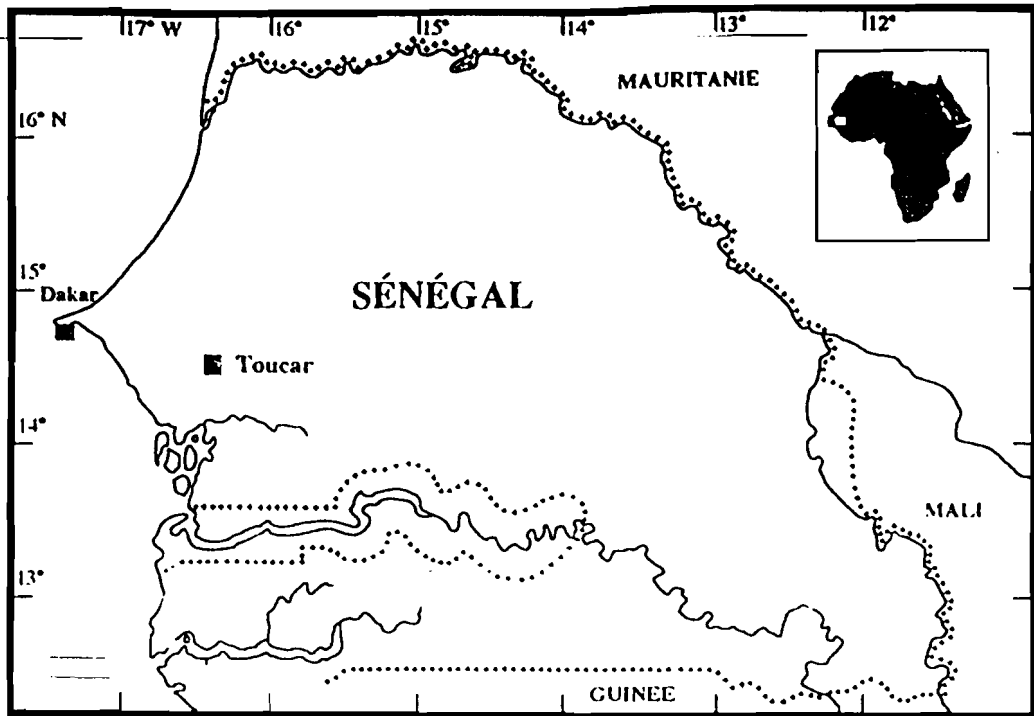 17° W 16° 15° 14° 13° 12°
MAURITANIE
16° N
15°
Dakar
SÉNÉGAL
Toucar
14°
MALI
13°
GUINEE